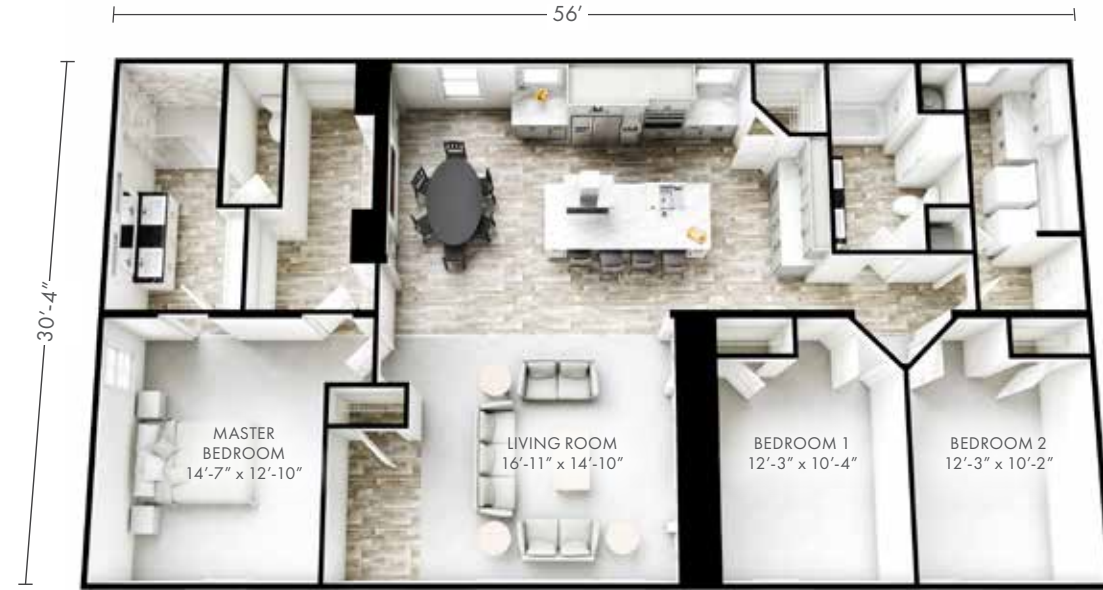 56’
30’-4”
MASTER
BEDROOM
14’-7” x 12’-10”
LIVING ROOM
16’-11” x 14’-10”
BEDROOM 1
12’-3” x 10’-4”
BEDROOM 2
12’-3” x 10’-2”